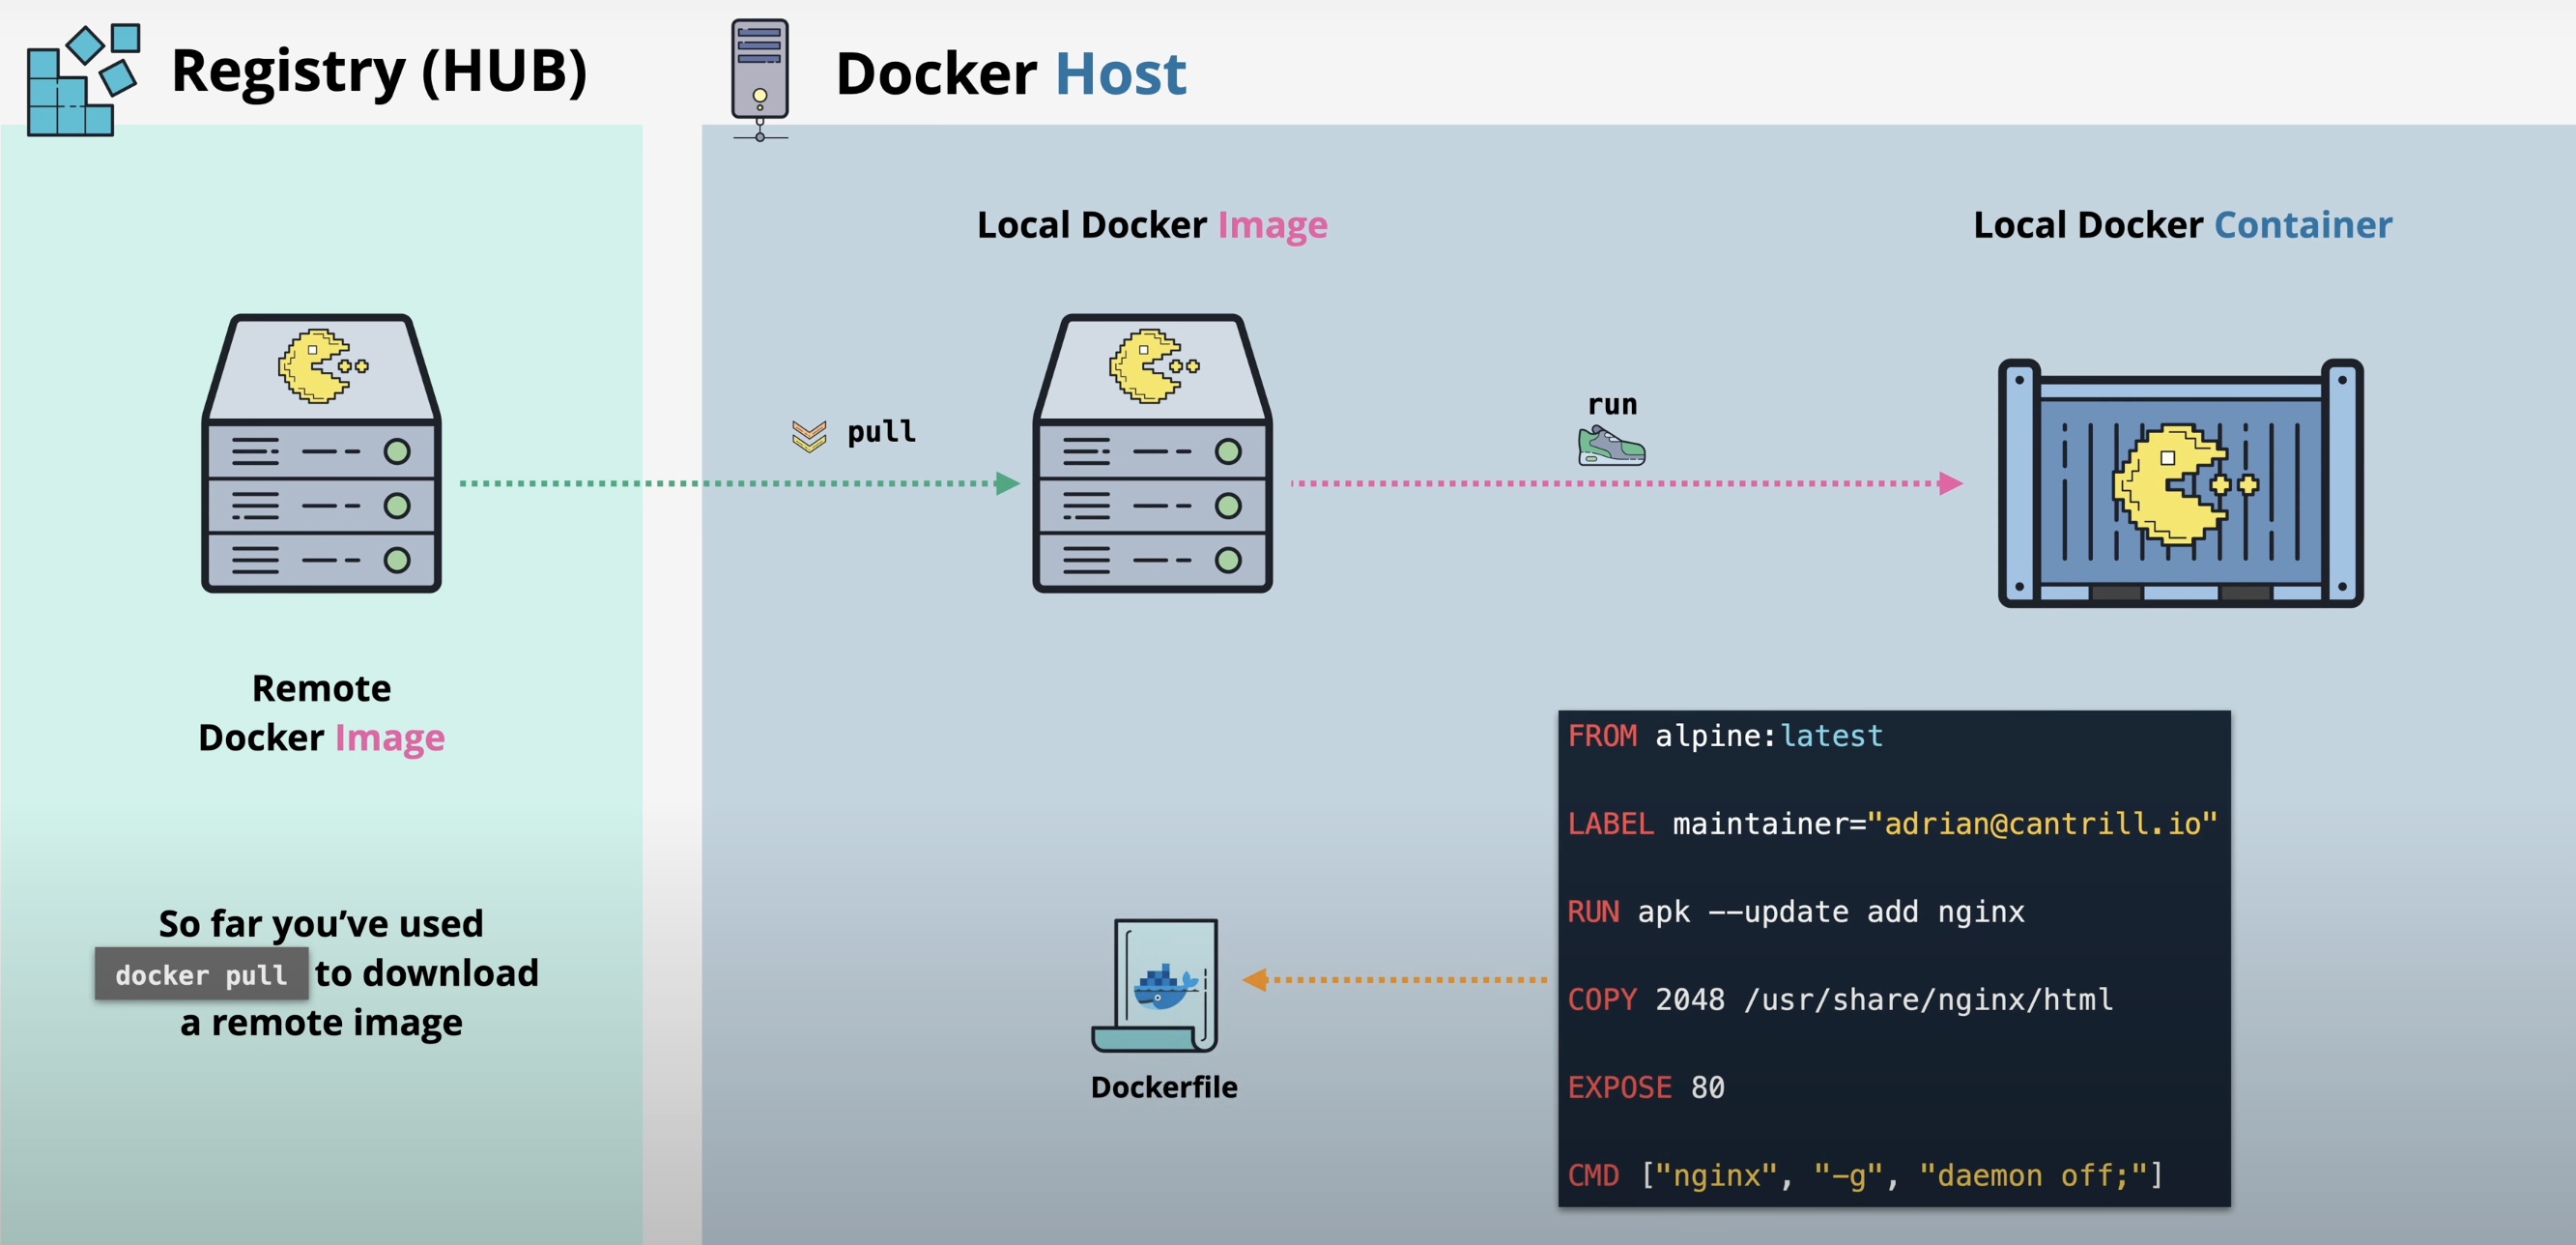 Registry (HUB)
Docker Host
Local Docker Image
Local Docker Container
pull
run
Remote
Docker Image
So far you’ve used
docker pull to download
a remote image
Dockerfile
FROM alpine:latest
LABEL maintainer="adrian@cantrill.io"
RUN apk --update add nginx
COPY 2048 /usr/share/nginx/html
EXPOSE 80
CMD ["nginx", "-g", "daemon off;"]